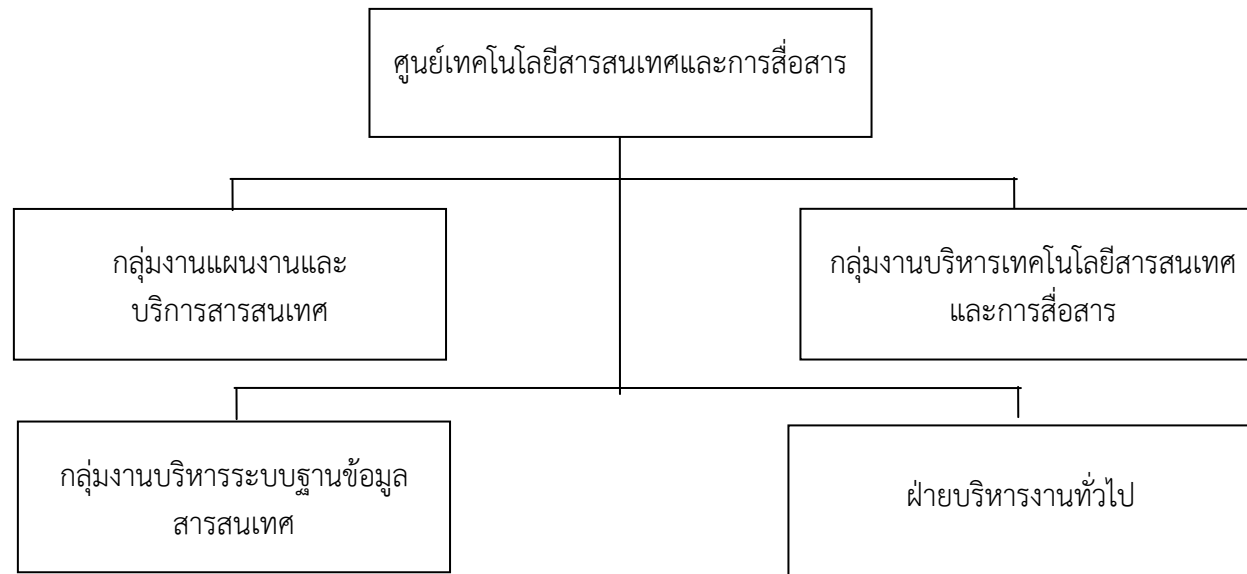 ศูนย์เทคโนโลยีสารสนเทศและการสื่อสาร
กลุ่มงานแผนงานและ
บริการสารสนเทศ
กลุ่มงานบริหารเทคโนโลยีสารสนเทศ
และการสื่อสาร
กลุ่มงานบริหารระบบฐานข้อมูล
สารสนเทศ
ฝ่ายบริหารงานทั่วไป